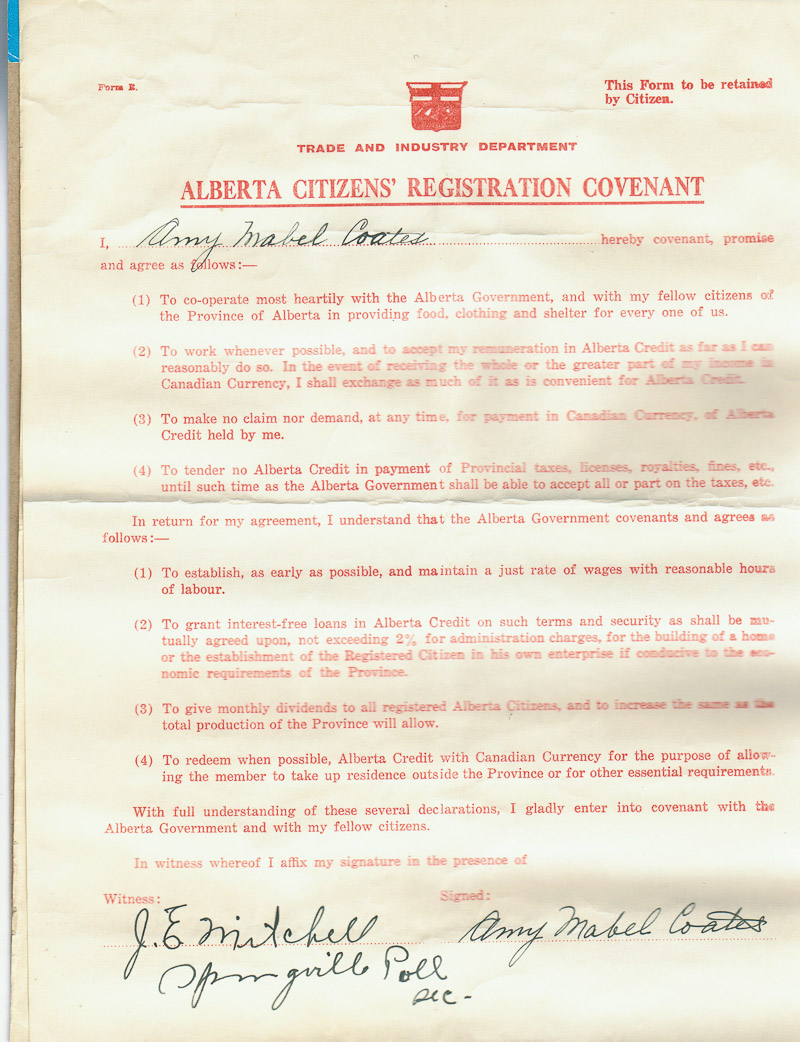 Form E.
This Form to be retained
by Citizen.
TRADE AND INDUSTRY DEPARTMENT
ALBERTA CITIZENS' REGISTRATION COVENANT
I, Amy Mabel Coates hereby covenant, promise
and agree as follows:—
(1) To co-operate most heartily with the Alberta Government, and with my fellow citizens of
the Province of Alberta in providing food, clothing and shelter for every one of us.
(2) To work whenever possible, and to accept my remuneration in Alberta Credit as far as I can
reasonably do so. In the event of receiving the whole or the greater part of my income in
Canadian Currency, I shall exchange as much of it as is convenient for Alberta Credit.
(3) To make no claim nor demand, at any time, for payment in Canadian Currency, of Alberta
Credit held by me.
(4) To tender no Alberta Credit in payment of Provincial taxes, licenses, royalties, fines, etc.,
until such time as the Alberta Government shall be able to accept all or part on the taxes, etc.
In return for my agreement, I understand that the Alberta Government covenants and agrees as
follows:—
(1) To establish, as early as possible, and maintain a just rate of wages with reasonable hours
of labour.
(2) To grant interest-free loans in Alberta Credit on such terms and security as shall be mu-
tually agreed upon, not exceeding 2% for administration charges, for the building of a home
or the establishment of the Registered Citizen in his own enterprise if conducive to the eco-
nomic requirements of the Province.
(3) To give monthly dividends to all registered Alberta Citizens, and to increase the same as the
total production of the Province will allow.
(4) To redeem when possible, Alberta Credit with Canadian Currency for the purpose of allow-
ing the member to take up residence outside the Province or for other essential requirements.
With full understanding of these several declarations, I gladly enter into covenant with the
Alberta Government and with my fellow citizens.
In witness whereof I affix my signature in the presence of
Witness: Signed:
J. E. Mitchell Amy Mabel Coates
Springville Poll
Sec-